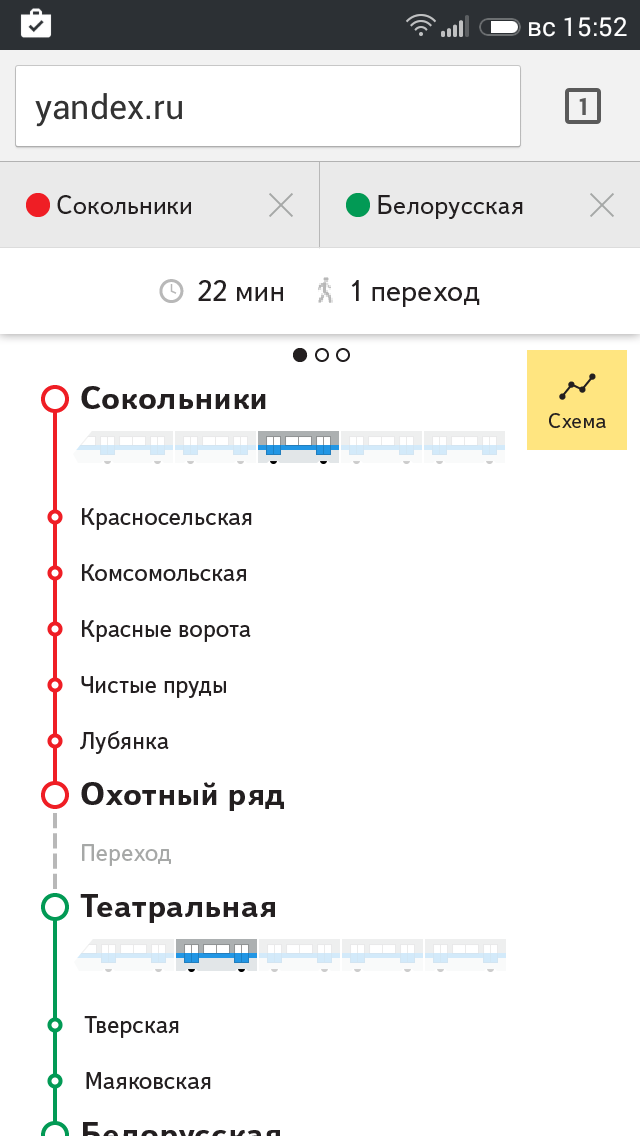 вс 15:52
yandex.ru
1
Сокольники
Белорусская
22 мин
1 переход
Схема
Сокольники
Красносельская
Комсомольская
Красные ворота
Чистые пруды
Лубянка
Охотный ряд
Переход
Театральная
Тверская
Маяковская
Белорусская